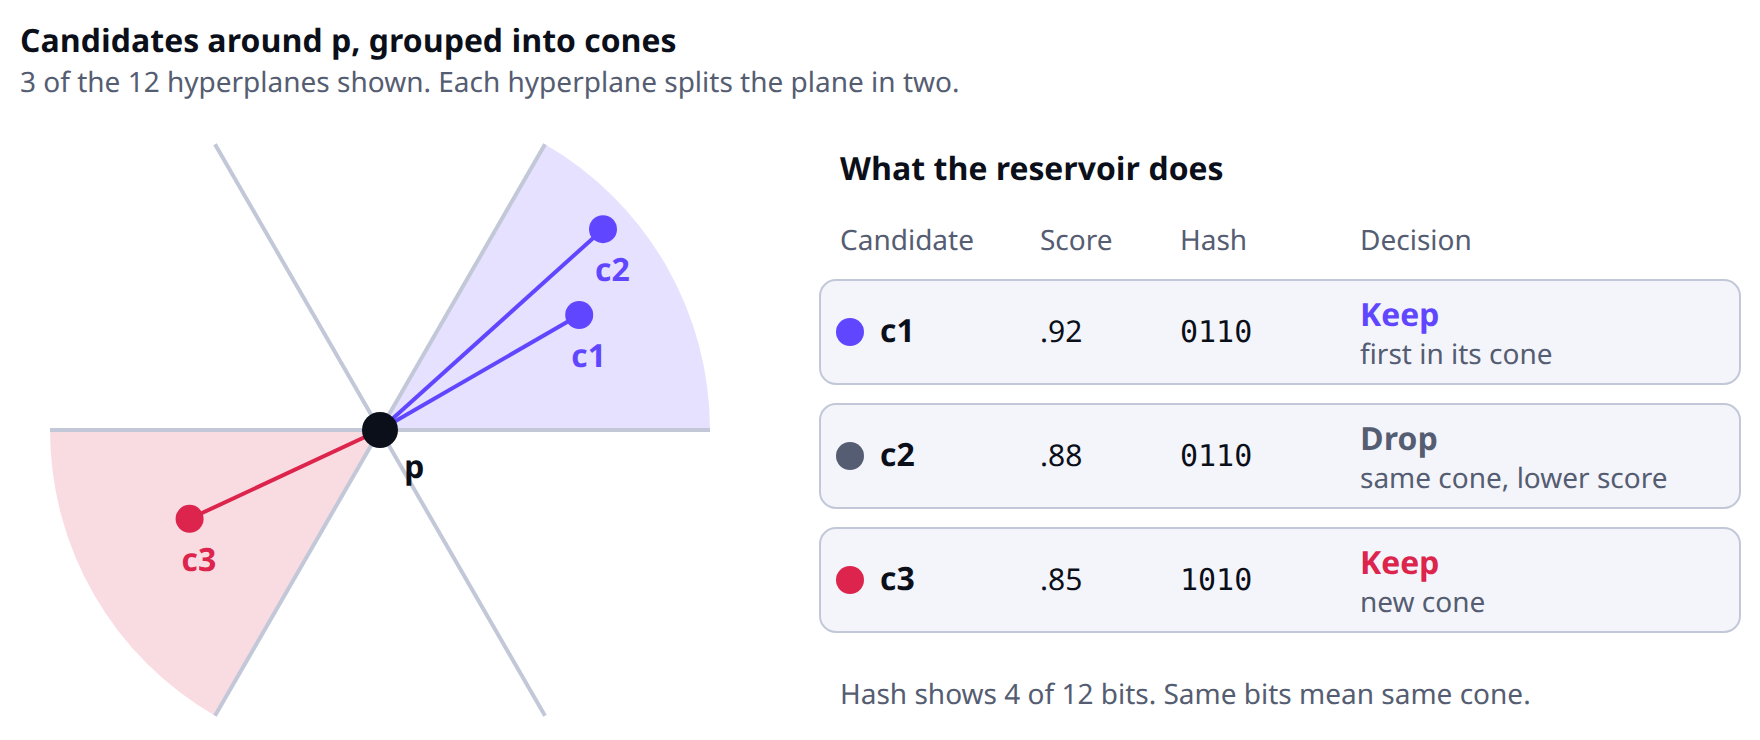 Candidates around p, grouped into cones
3 of the 12 hyperplanes shown. Each hyperplane splits the plane in two.
c2
c1
p
c3
What the reservoir does
Candidate Score Hash Decision
c1 .92 0110 Keep
first in its cone
c2 .88 0110 Drop
same cone, lower score
c3 .85 1010 Keep
new cone
Hash shows 4 of 12 bits. Same bits mean same cone.